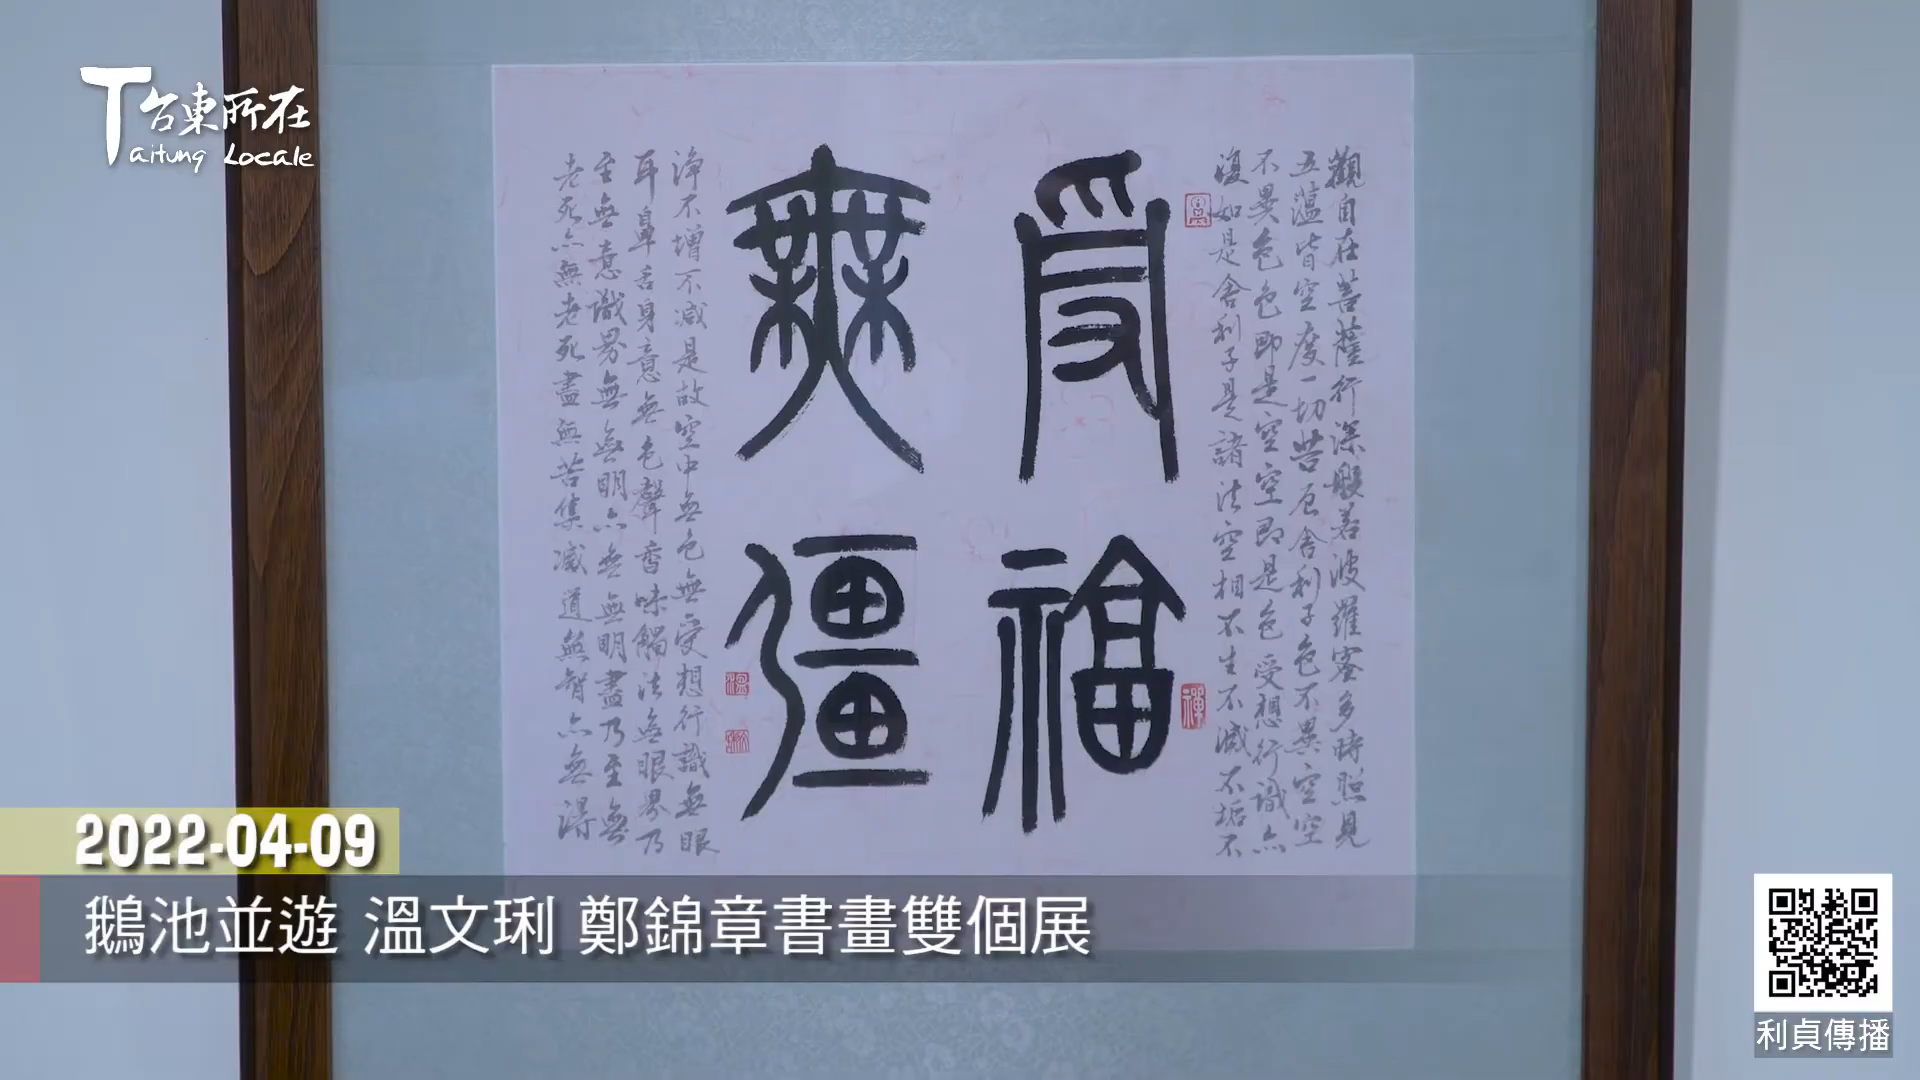 台東所在
Taitung Locale
受福
無彊
觀自在菩薩行深般若波羅蜜多時照見
五蘊皆空度一切苦厄舍利子色不異空空
不異色色即是空空即是色受想行識亦
復如是舍利子是諸法空相不生不滅不垢不
淨不增不減是故空中無色無受想行識無眼
耳鼻舌身意無色聲香味觸法無眼界乃
至無意識界無無明亦無無明盡乃至無
老死亦無老死盡無苦集滅道無智亦無得
2022-04-09
鵝池並遊 溫文琍 鄭錦章書畫雙個展
利貞傳播